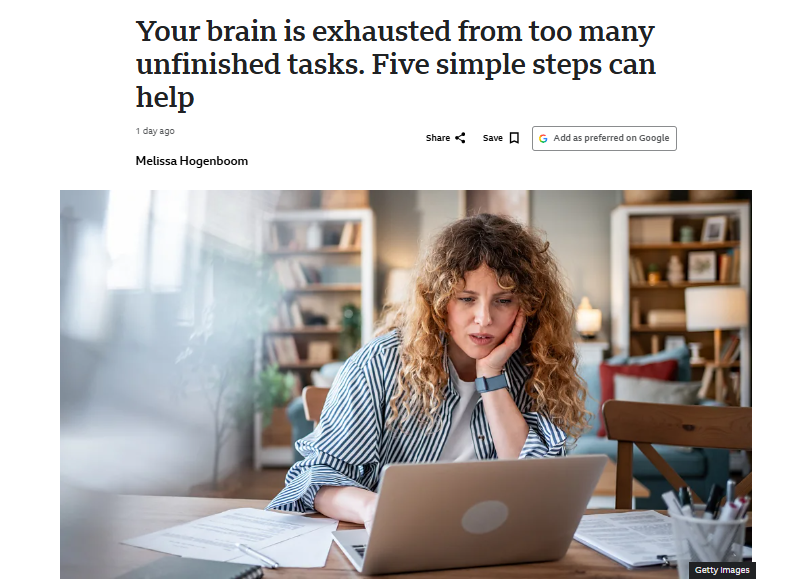 Your brain is exhausted from too many
unfinished tasks. Five simple steps can
help
1 day ago
Share
Save
Add as preferred on Google
Melissa Hogenboom
Getty Images